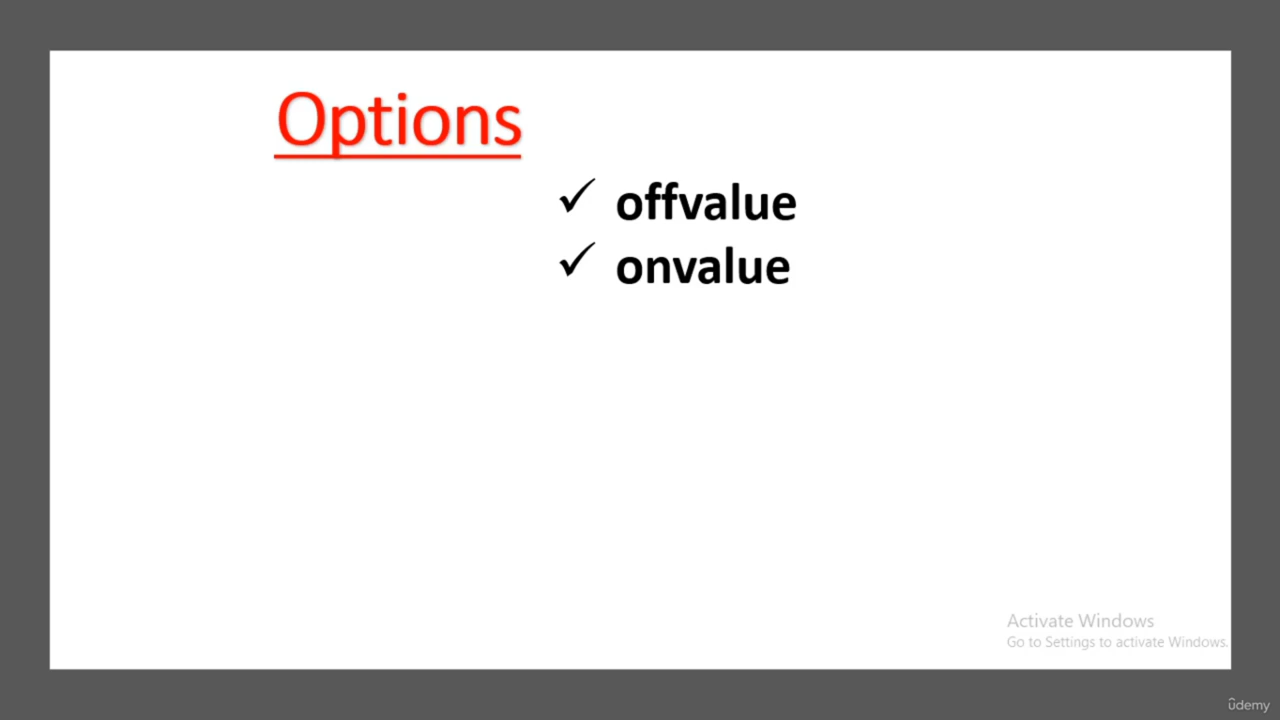 Options
✓ offvalue
✓ onvalue
Activate Windows
Go to Settings to activate Windows.
ûdemy